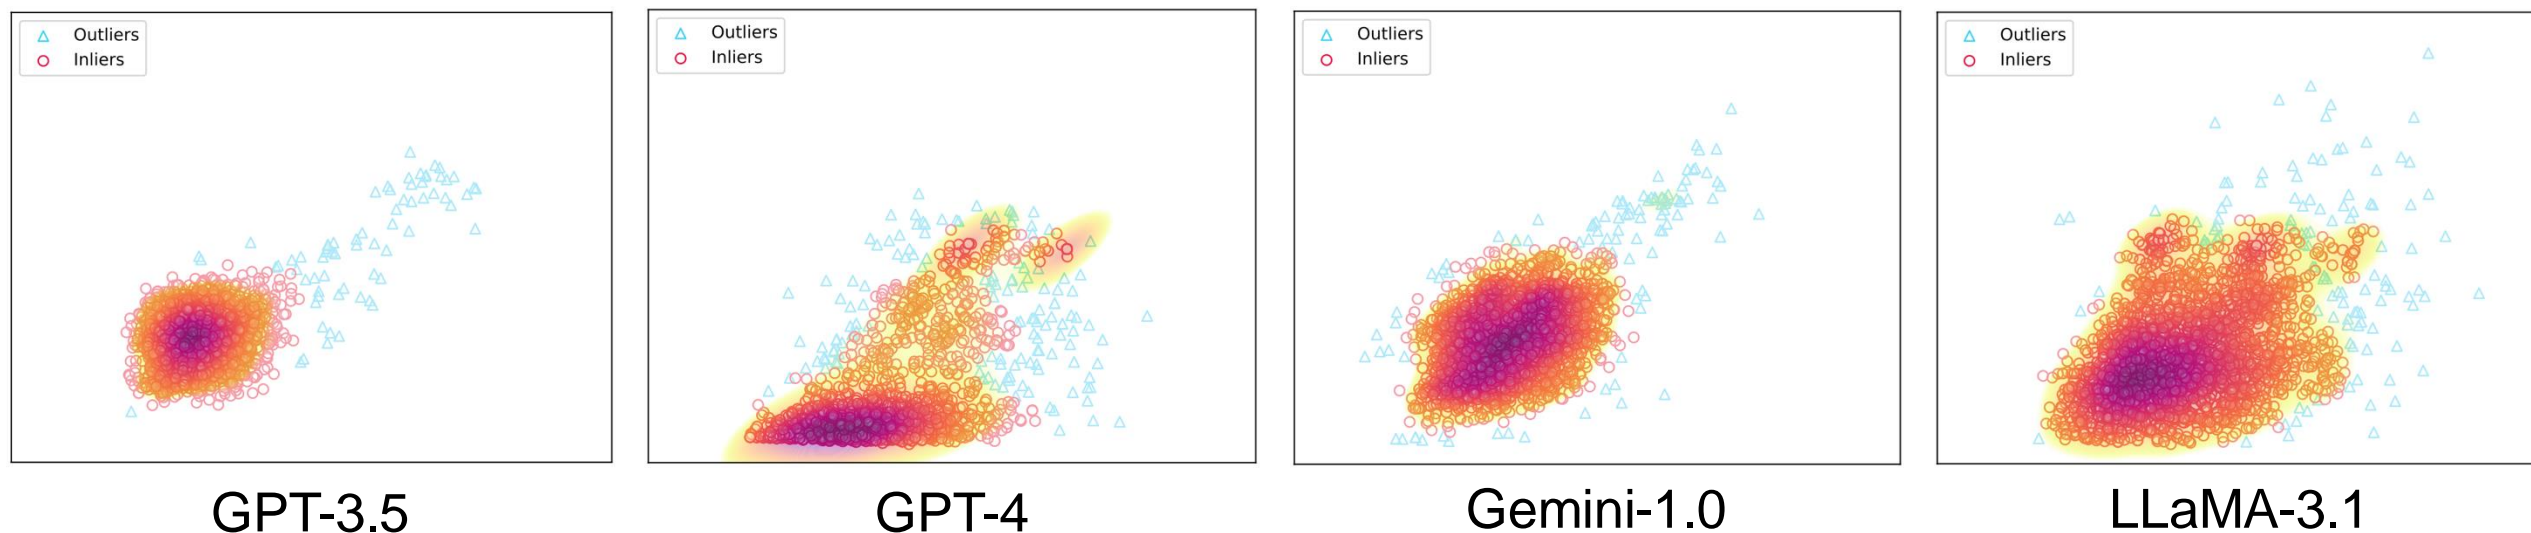 Outliers
Inliers
Outliers
Inliers
Outliers
Inliers
Outliers
Inliers
GPT-3.5
GPT-4
Gemini-1.0
LLaMA-3.1